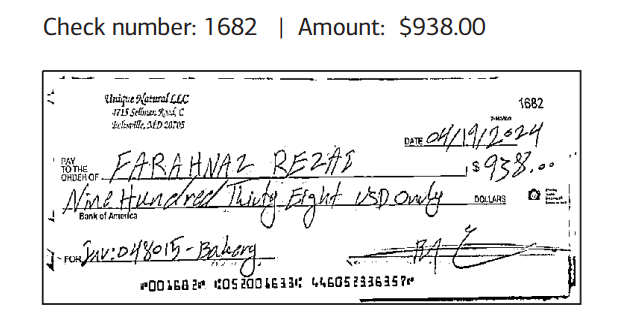 Check number: 1682 | Amount: $938.00
Unique Natural LLC
4715 Sellman Road, C
Beltsville, MD 20705
1682
DATE 04/19/2024
PAY TO THE ORDER OF FARAHNAZ REZAI $ 938.00
Nine Hundred Thirty Eight USD Only DOLLARS
Bank of America
FOR Inv: 048015 - Bakery
⑈001682⑈ ⑆052001633⑆ 446052336357⑈